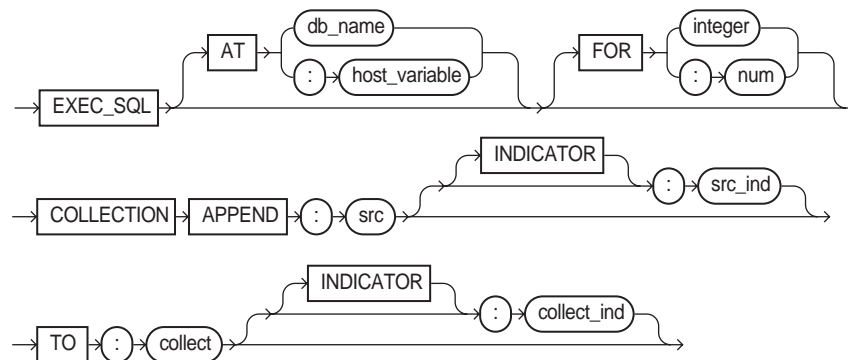 AT db_name FOR integer
: host_variable : num
EXEC_SQL
INDICATOR
: src_ind
COLLECTION APPEND : src
INDICATOR
: collect_ind
TO : collect